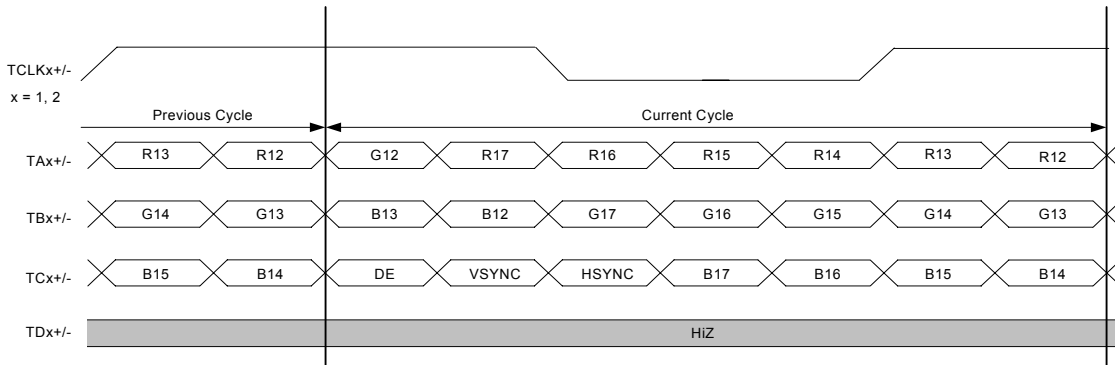 TCLKx+/-
x = 1, 2
Previous Cycle Current Cycle
TAx+/- R13 R12 G12 R17 R16 R15 R14 R13 R12
TBx+/- G14 G13 B13 B12 G17 G16 G15 G14 G13
TCx+/- B15 B14 DE VSYNC HSYNC B17 B16 B15 B14
TDx+/- HiZ